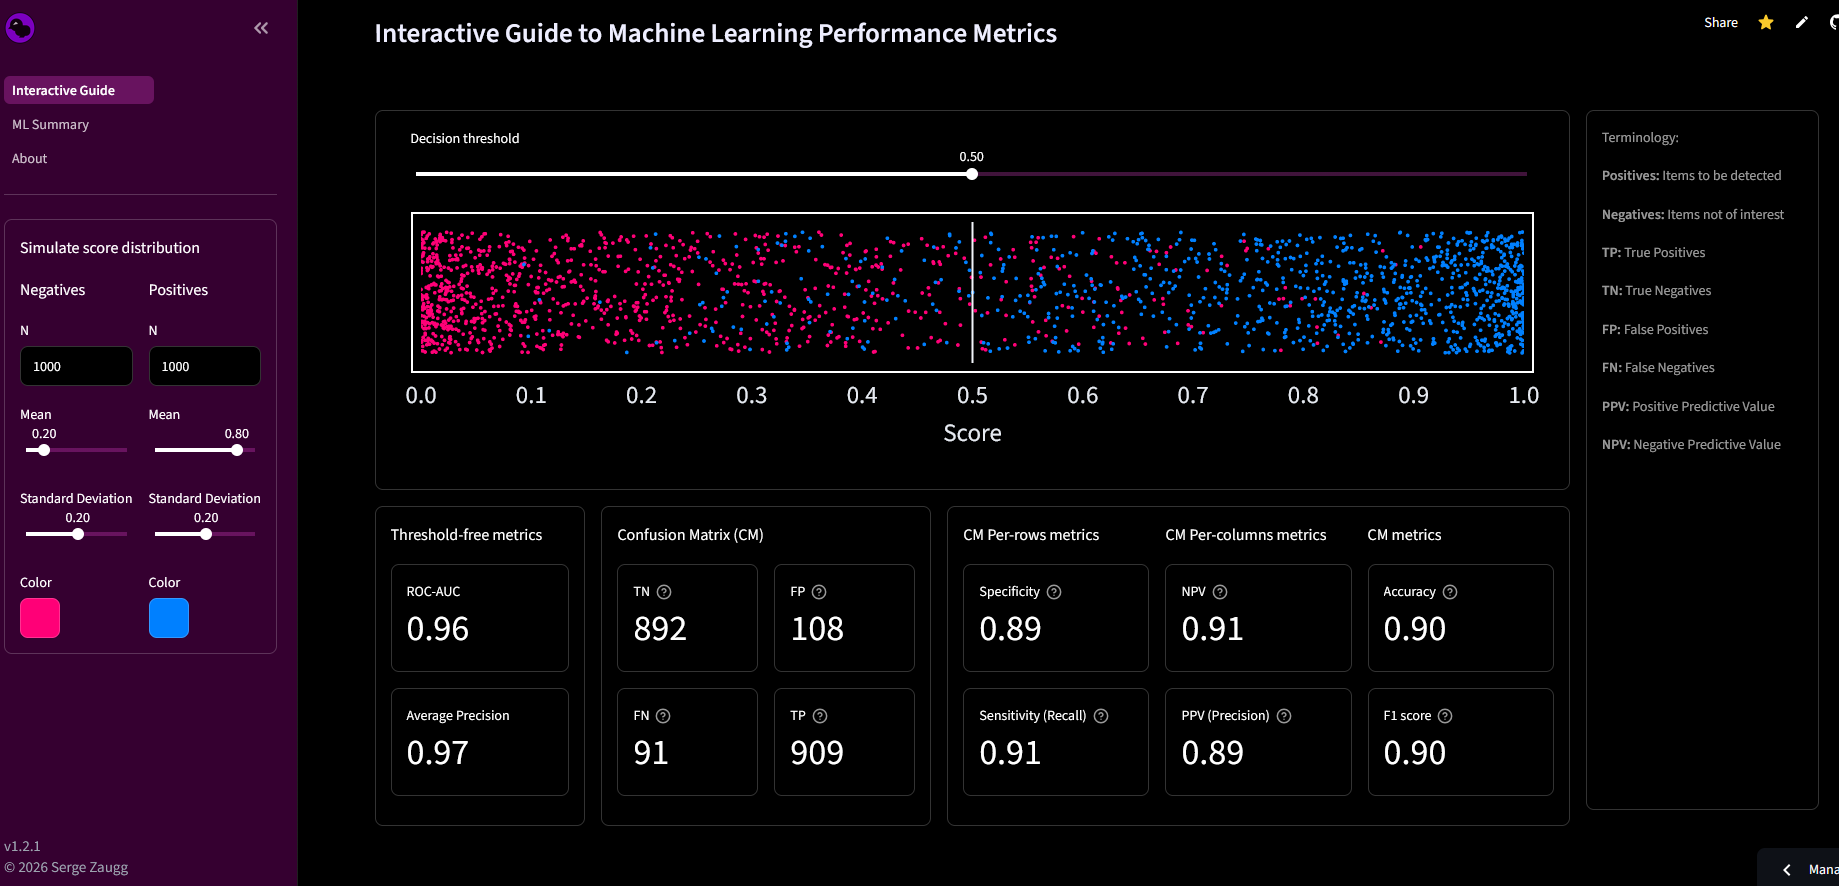 Interactive Guide
ML Summary
About
Simulate score distribution
Negatives Positives
N N
1000 1000
Mean Mean
0.20 0.80
Standard Deviation Standard Deviation
0.20 0.20
Color Color
v1.2.1
© 2026 Serge Zaugg
Share
Interactive Guide to Machine Learning Performance Metrics
Decision threshold
0.50
0.0 0.1 0.2 0.3 0.4 0.5 0.6 0.7 0.8 0.9 1.0
Score
Threshold-free metrics
ROC-AUC
0.96
Average Precision
0.97
Confusion Matrix (CM)
TN FP
892 108
FN TP
91 909
CM Per-rows metrics CM Per-columns metrics CM metrics
Specificity NPV Accuracy
0.89 0.91 0.90
Sensitivity (Recall) PPV (Precision) F1 score
0.91 0.89 0.90
Terminology:
Positives: Items to be detected
Negatives: Items not of interest
TP: True Positives
TN: True Negatives
FP: False Positives
FN: False Negatives
PPV: Positive Predictive Value
NPV: Negative Predictive Value
Mana